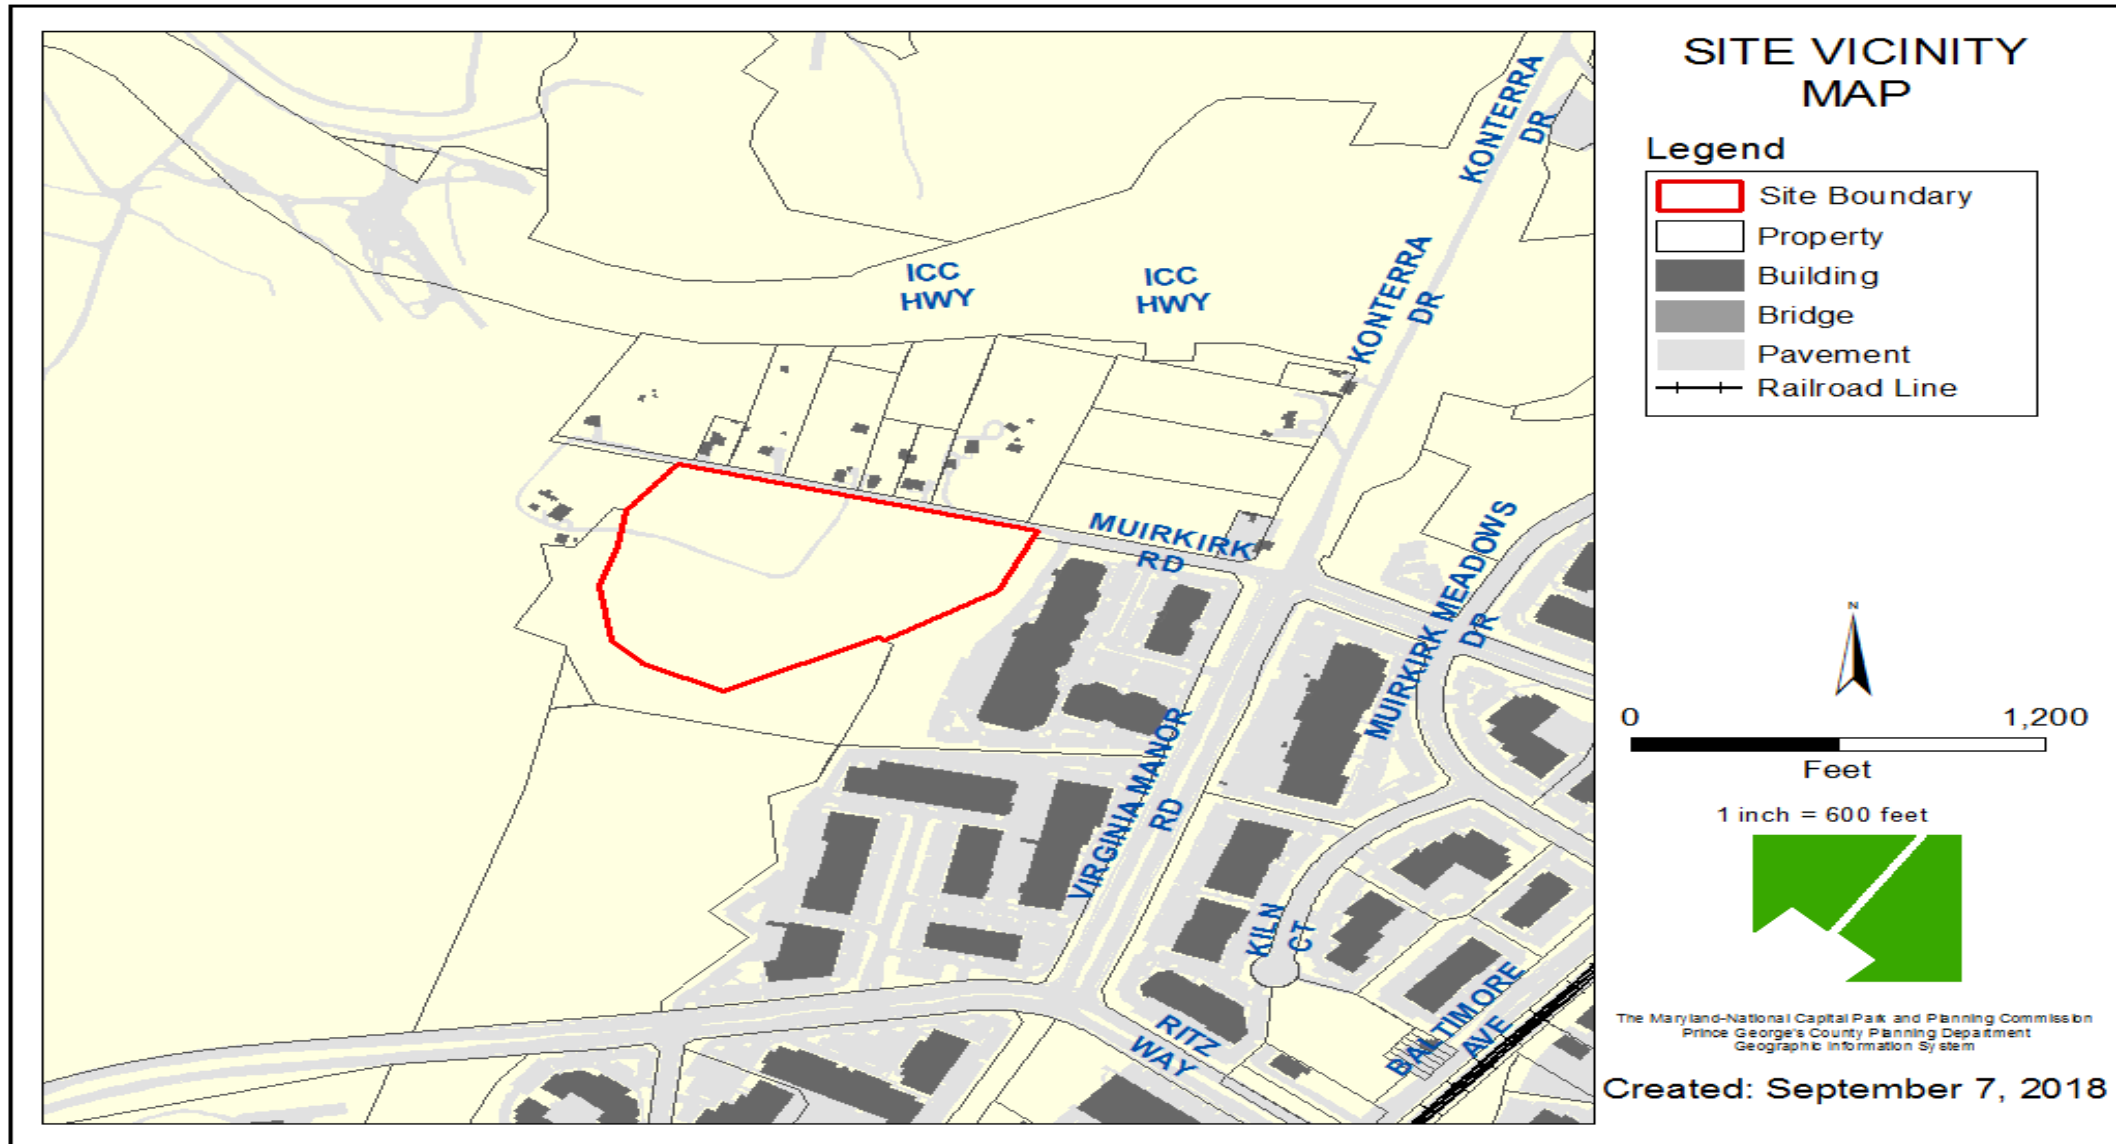 SITE VICINITY
MAP
Legend
Site Boundary
Property
Building
Bridge
Pavement
Railroad Line
KONTERRA
DR
KONTERRA
DR
ICC
HWY
ICC
HWY
MUIRKIRK
RD
MUIRKIRK MEADOWS
DR
VIRGINIA MANOR
RD
KILN
CT
RITZ
WAY
BALTIMORE
AVE
N
0 1,200
Feet
1 inch = 600 feet
The Maryland-National Capital Park and Planning Commission
Prince George's County Planning Department
Geographic Information System
Created: September 7, 2018